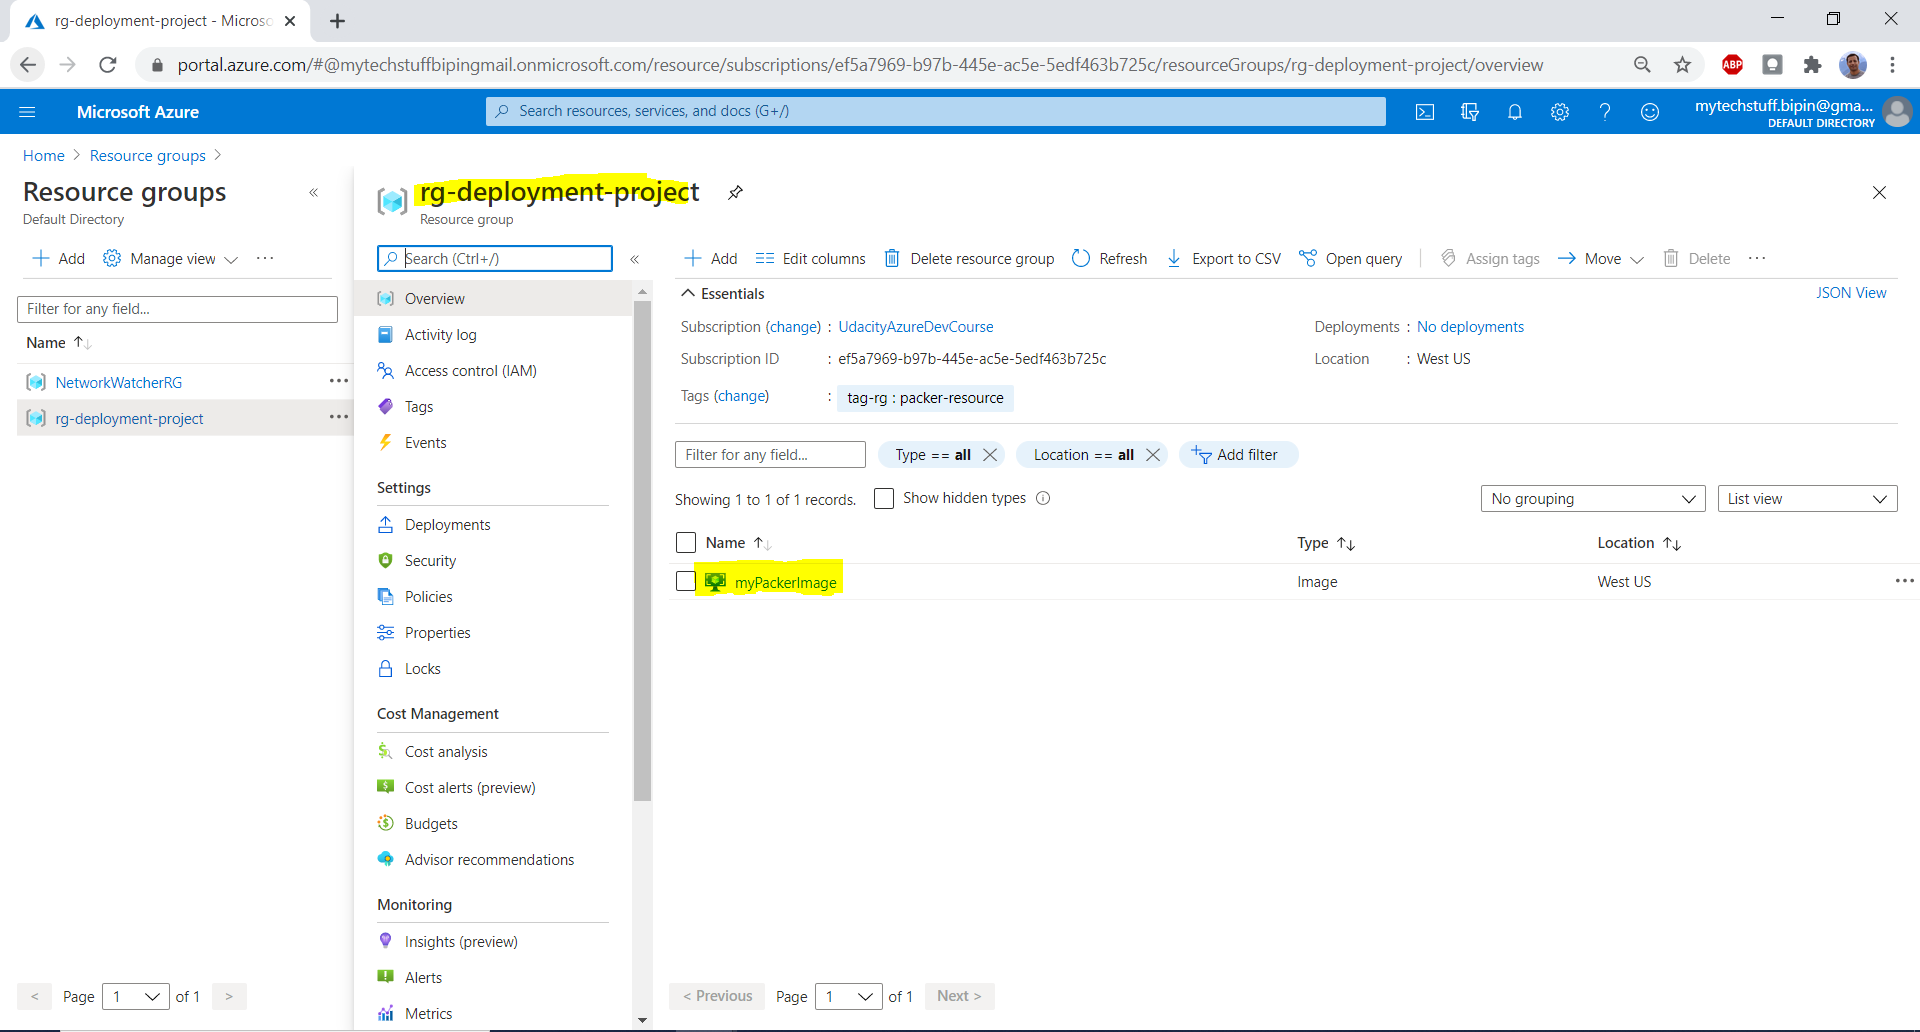 rg-deployment-project - Microso
portal.azure.com/#@mytechstuffbipingmail.onmicrosoft.com/resource/subscriptions/ef5a7969-b97b-445e-ac5e-5edf463b725c/resourceGroups/rg-deployment-project/overview
ABP
Microsoft Azure
Search resources, services, and docs (G+/)
mytechstuff.bipin@gma...
DEFAULT DIRECTORY
Home > Resource groups >
Resource groups
Default Directory
Add
Manage view
Filter for any field...
Name
NetworkWatcherRG
rg-deployment-project
< Page 1 of 1 >
rg-deployment-project
Resource group
Search (Ctrl+/)
Overview
Activity log
Access control (IAM)
Tags
Events
Settings
Deployments
Security
Policies
Properties
Locks
Cost Management
Cost analysis
Cost alerts (preview)
Budgets
Advisor recommendations
Monitoring
Insights (preview)
Alerts
Metrics
Add Edit columns Delete resource group Refresh Export to CSV Open query Assign tags Move Delete
Essentials
JSON View
Subscription (change) : UdacityAzureDevCourse
Deployments : No deployments
Subscription ID : ef5a7969-b97b-445e-ac5e-5edf463b725c
Location : West US
Tags (change) : tag-rg : packer-resource
Filter for any field... Type == all Location == all Add filter
Showing 1 to 1 of 1 records. Show hidden types
No grouping List view
Name Type Location
myPackerImage Image West US
< Previous Page 1 of 1 Next >